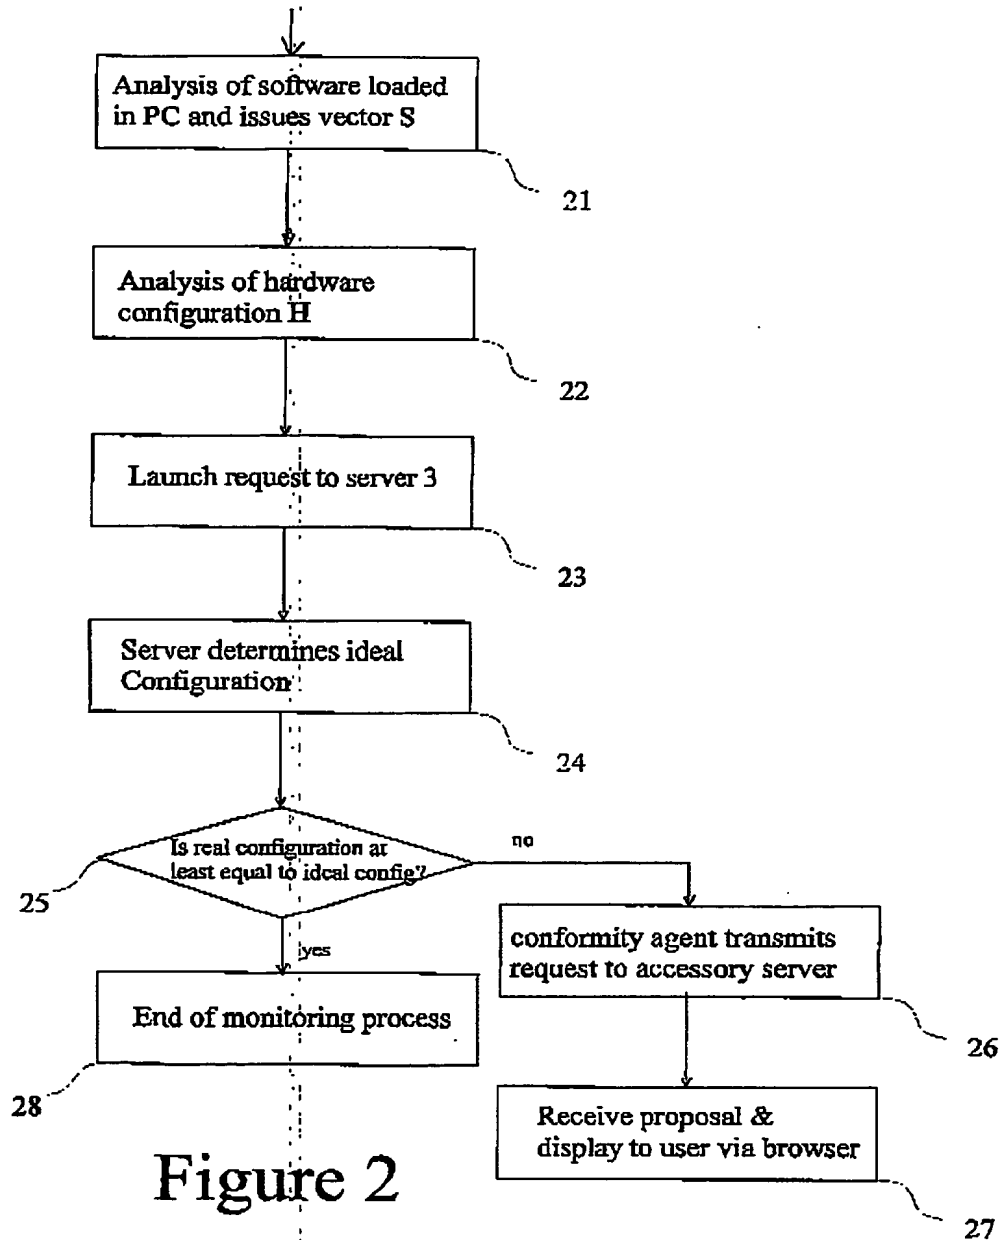 Analysis of software loaded
in PC and issues vector S
21
Analysis of hardware
configuration H
22
Launch request to server 3
23
Server determines ideal
Configuration
24
Is real configuration at
least equal to ideal config?
25
no
yes
conformity agent transmits
request to accessory server
26
End of monitoring process
28
Receive proposal &
display to user via browser
27
Figure 2